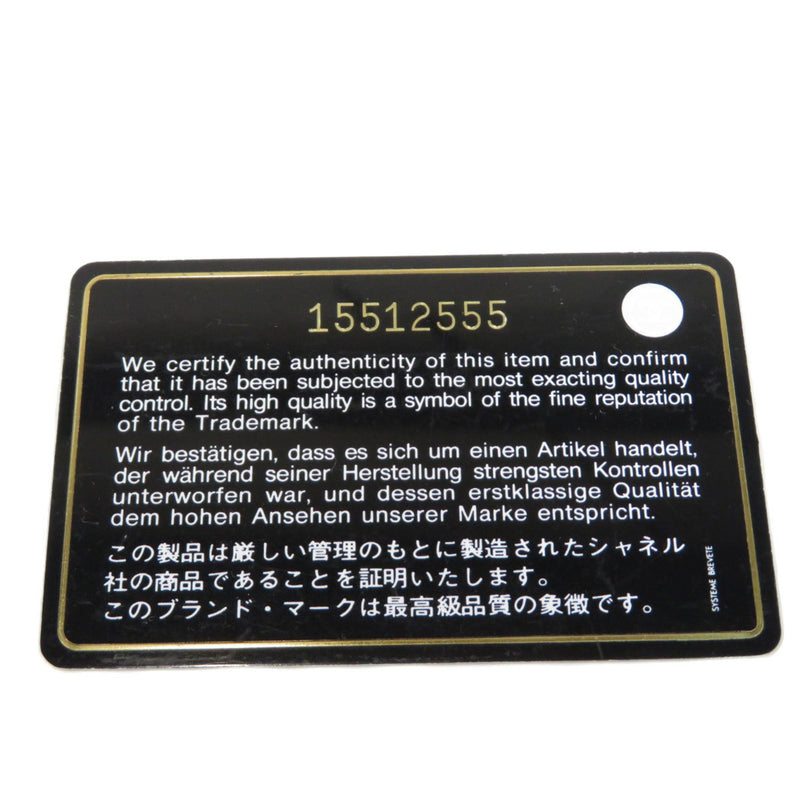 15512555
We certify the authenticity of this item and confirm
that it has been subjected to the most exacting quality
control. Its high quality is a symbol of the fine reputation
of the Trademark.
Wir bestätigen, dass es sich um einen Artikel handelt,
der während seiner Herstellung strengsten Kontrollen
unterworfen war, und dessen erstklassige Qualität
dem hohen Ansehen unserer Marke entspricht.
この製品は厳しい管理のもとに製造されたシャネル
社の商品であることを証明いたします。
このブランド・マークは最高級品質の象徴です。
SYSTEME BREVETE